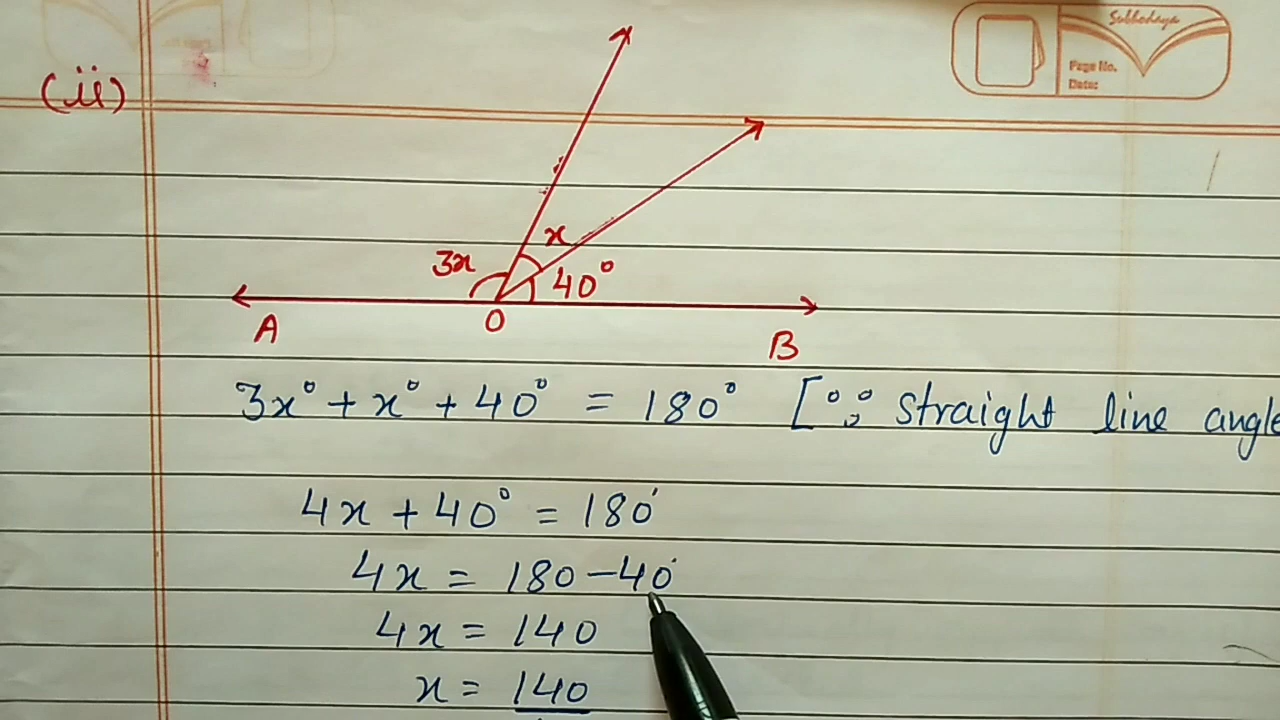 Subhodaya
Page No.
Date:
(ii)
x
3x
40°
A
O
B
3x° + x° + 40° = 180° [∵ straight line angle
4x + 40° = 180°
4x = 180 - 40°
4x = 140
x = 140